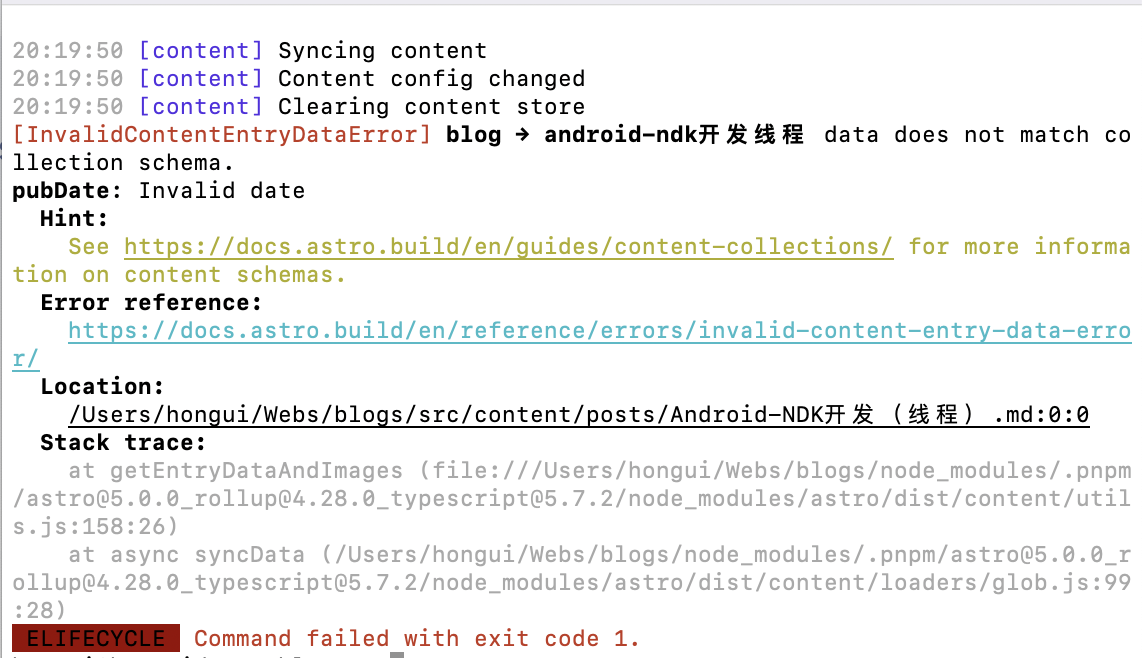 20:19:50 [content] Syncing content
20:19:50 [content] Content config changed
20:19:50 [content] Clearing content store
[InvalidContentEntryDataError] blog → android-ndk开发线程 data does not match co
llection schema.
pubDate: Invalid date
Hint:
See https://docs.astro.build/en/guides/content-collections/ for more informa
tion on content schemas.
Error reference:
https://docs.astro.build/en/reference/errors/invalid-content-entry-data-erro
r/
Location:
/Users/hongui/Webs/blogs/src/content/posts/Android-NDK开发（线程）.md:0:0
Stack trace:
at getEntryDataAndImages (file:///Users/hongui/Webs/blogs/node_modules/.pnpm
/astro@5.0.0_rollup@4.28.0_typescript@5.7.2/node_modules/astro/dist/content/util
s.js:158:26)
at async syncData (/Users/hongui/Webs/blogs/node_modules/.pnpm/astro@5.0.0_r
ollup@4.28.0_typescript@5.7.2/node_modules/astro/dist/content/loaders/glob.js:99
:28)
ELIFECYCLE Command failed with exit code 1.